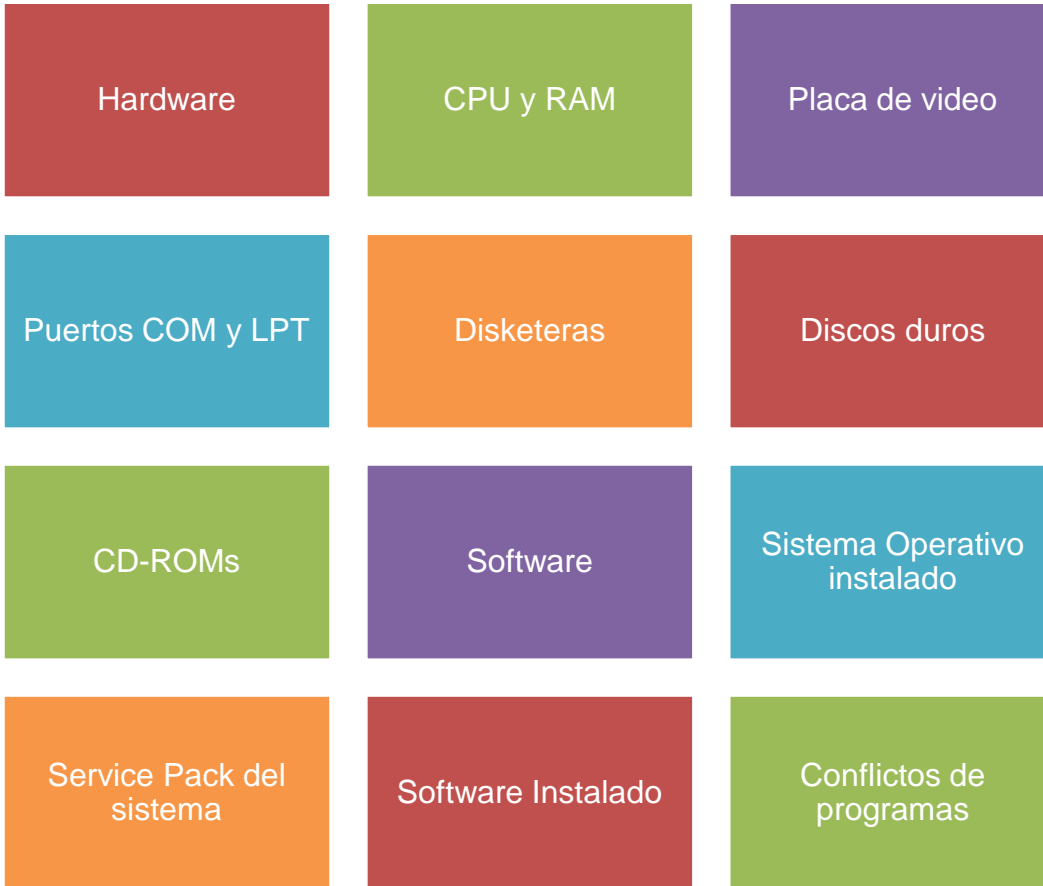 Hardware
CPU y RAM
Placa de video
Puertos COM y LPT
Disketeras
Discos duros
CD-ROMs
Software
Sistema Operativo
instalado
Service Pack del
sistema
Software Instalado
Conflictos de
programas